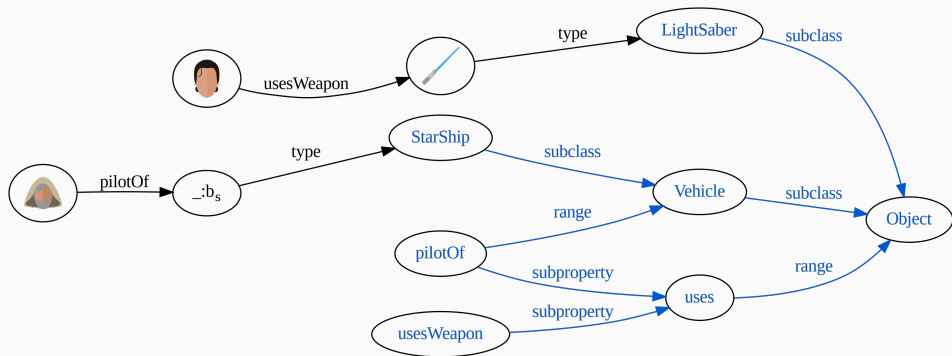 LightSaber
type
subclass
usesWeapon
StarShip
type
subclass
pilotOf
_:bs
Vehicle
subclass
range
Object
pilotOf
subproperty
range
uses
subproperty
usesWeapon